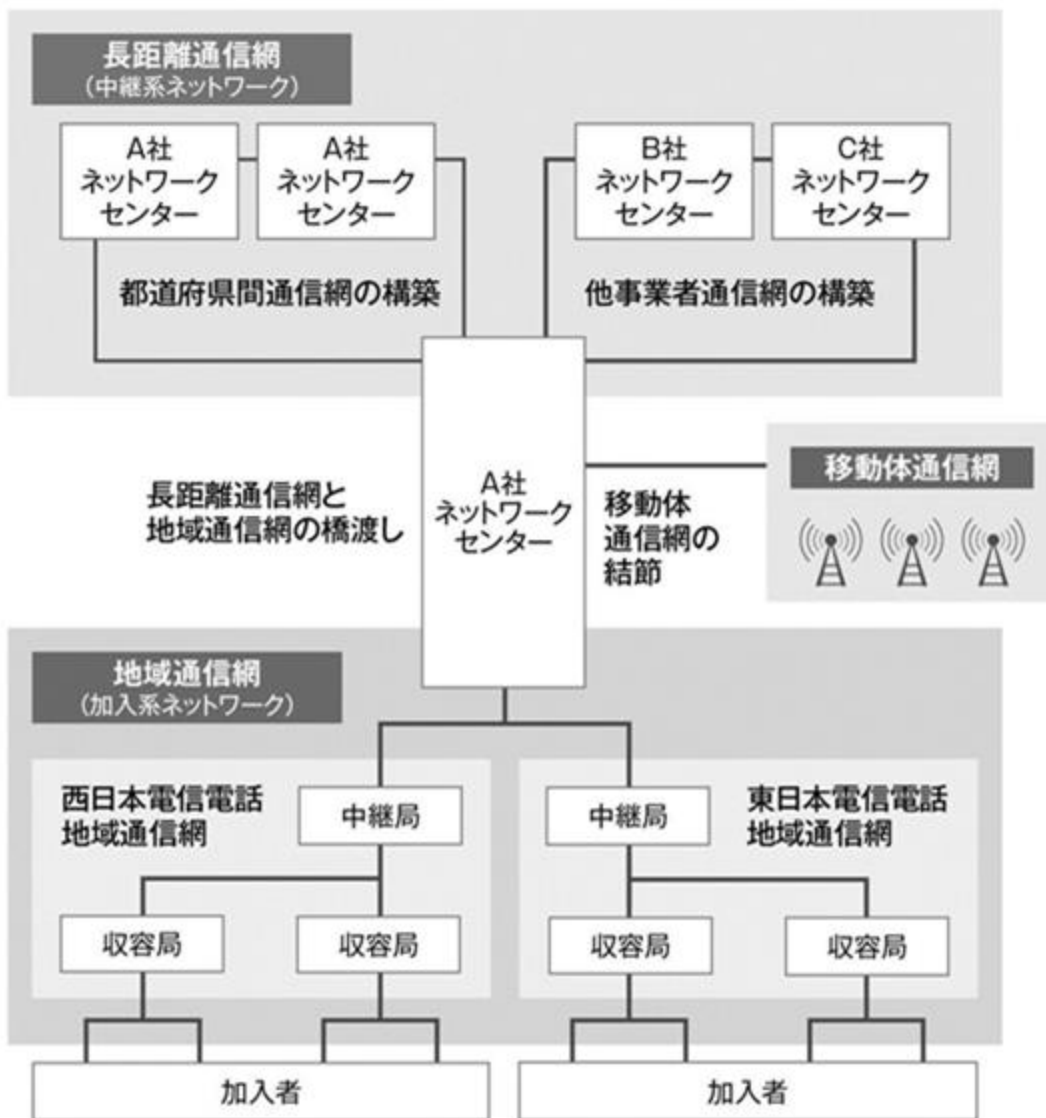 長距離通信網
(中継系ネットワーク)
A社
ネットワーク
センター
A社
ネットワーク
センター
B社
ネットワーク
センター
C社
ネットワーク
センター
都道府県間通信網の構築
他事業者通信網の構築
A社
ネットワーク
センター
長距離通信網と
地域通信網の橋渡し
移動体
通信網の
結節
移動体通信網
地域通信網
(加入系ネットワーク)
西日本電信電話
地域通信網
中継局
収容局
収容局
中継局
東日本電信電話
地域通信網
収容局
収容局
加入者
加入者